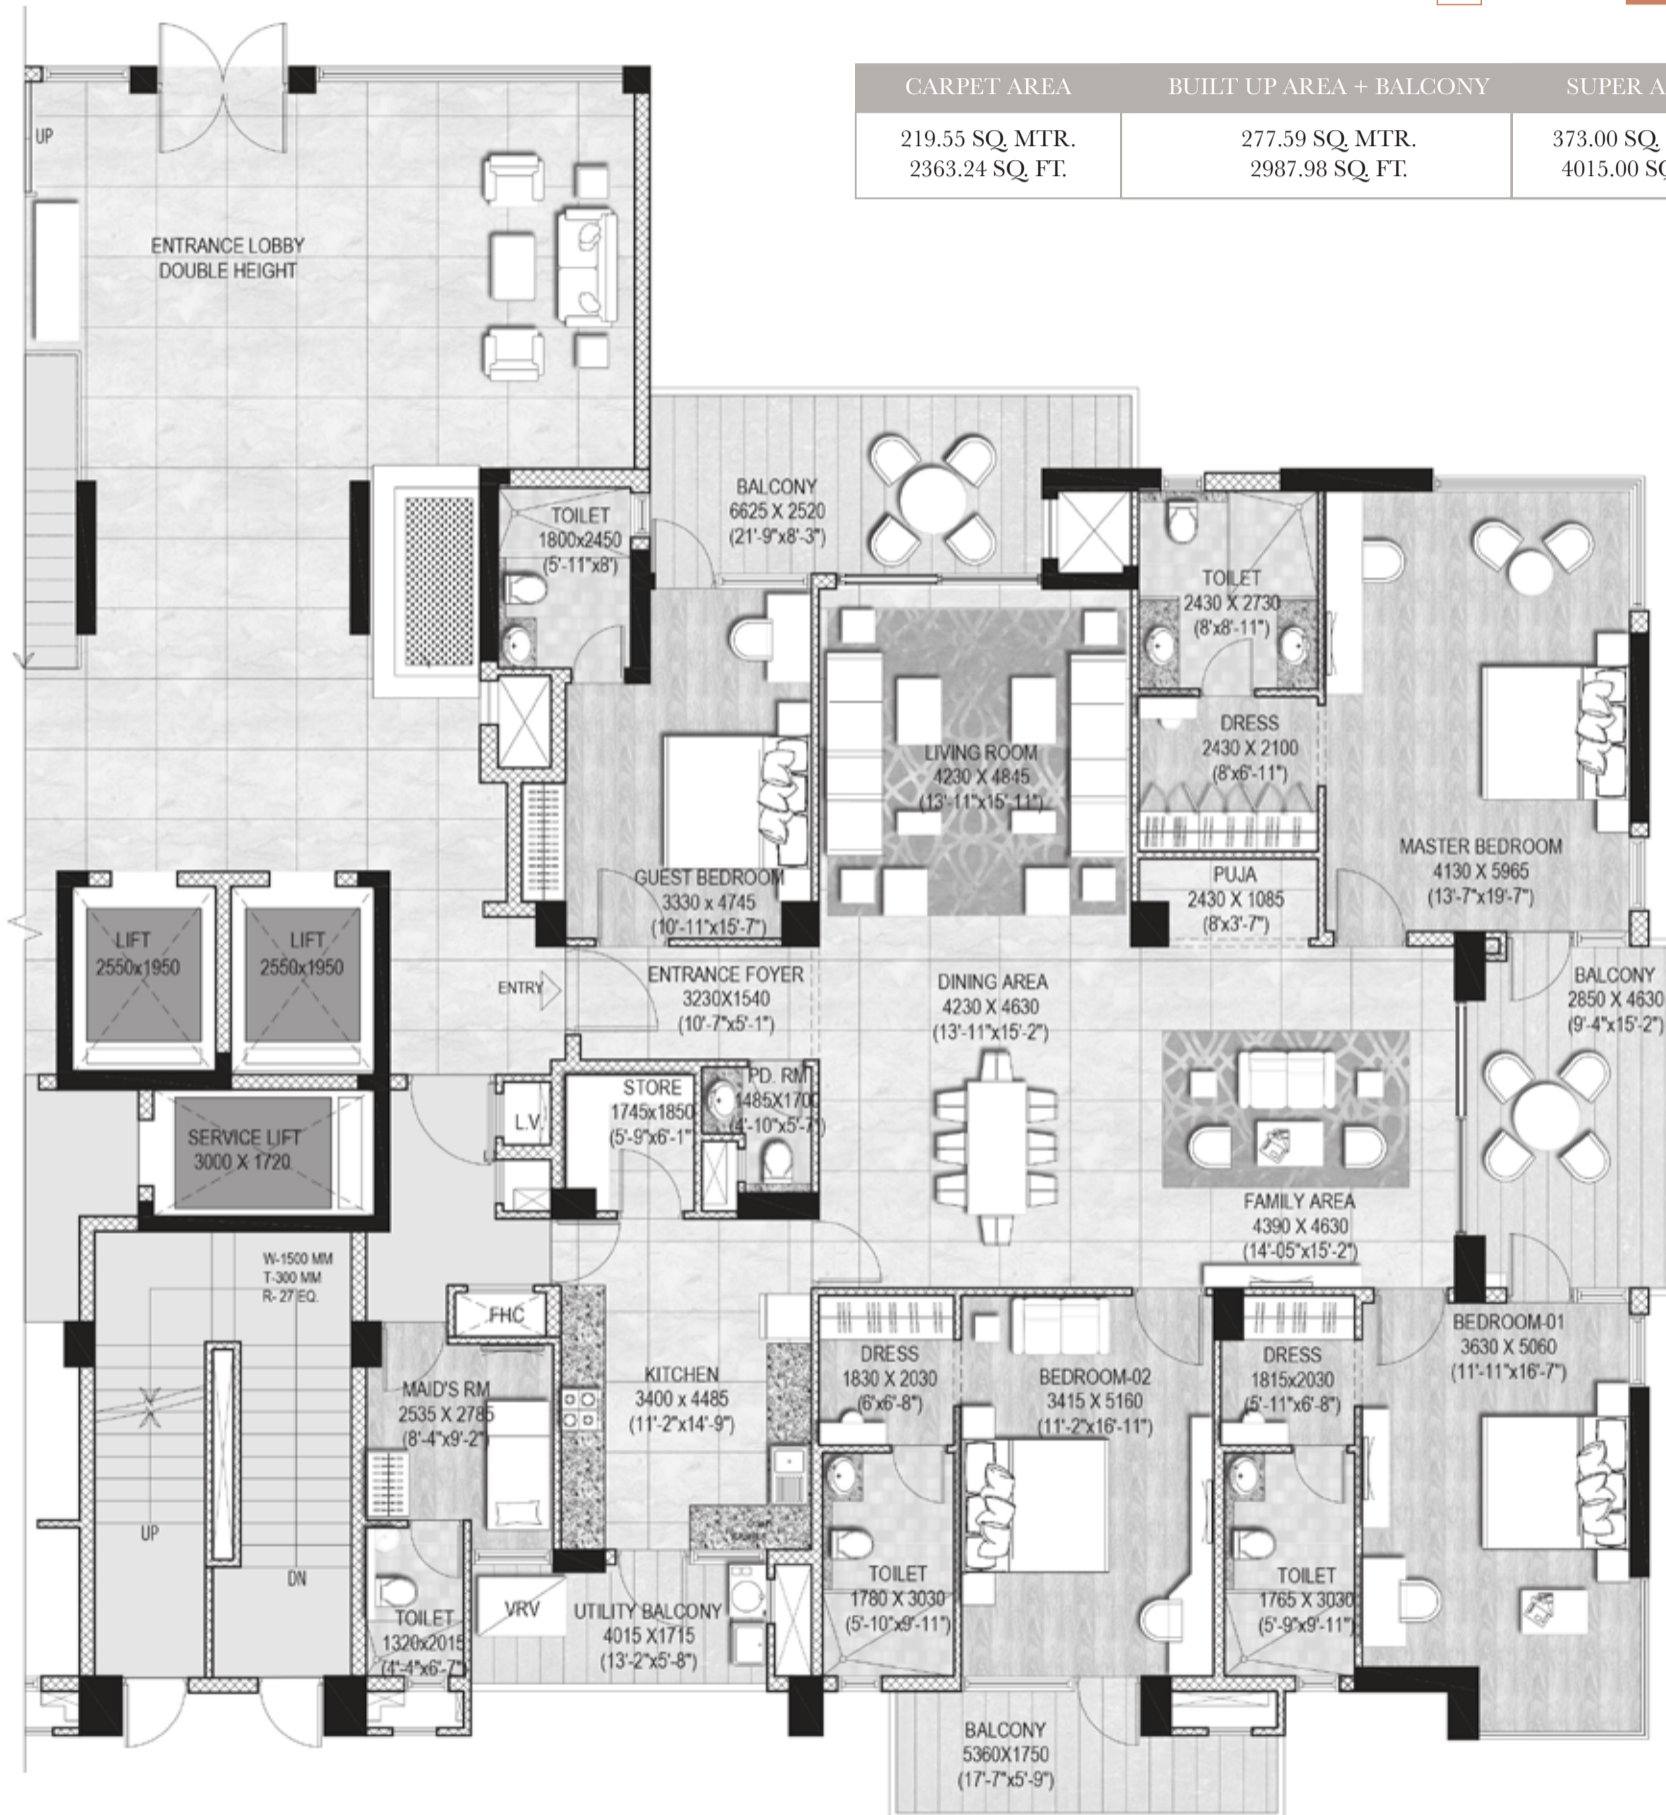 CARPET AREA
BUILT UP AREA + BALCONY
SUPER A
219.55 SQ. MTR.
2363.24 SQ. FT.
277.59 SQ. MTR.
2987.98 SQ. FT.
373.00 SQ.
4015.00 SQ
UP
ENTRANCE LOBBY
DOUBLE HEIGHT
TOILET
1800x2450
(5'-11"x8')
BALCONY
6625 X 2520
(21'-9"x8'-3")
TOILET
2430 X 2730
(8'x8'-11")
DRESS
2430 X 2100
(8'x6'-11")
LIVING ROOM
4230 X 4845
(13'-11"x15'-11")
MASTER BEDROOM
4130 X 5965
(13'-7"x19'-7")
GUEST BEDROOM
3330 x 4745
(10'-11"x15'-7")
PUJA
2430 X 1085
(8'x3'-7")
LIFT
2550x1950
LIFT
2550x1950
ENTRY
ENTRANCE FOYER
3230X1540
(10'-7"x5'-1")
DINING AREA
4230 X 4630
(13'-11"x15'-2")
BALCONY
2850 X 4630
(9'-4"x15'-2")
SERVICE LIFT
3000 X 1720
L.V.
STORE
1745x1850
(5'-9"x6'-1"
PD. RM
1485X1700
(4'-10"x5'-7")
FAMILY AREA
4390 X 4630
(14'-05"x15'-2")
W-1500 MM
T-300 MM
R- 27 EQ.
FHC
MAID'S RM
2535 X 2785
(8'-4"x9'-2"
KITCHEN
3400 x 4485
(11'-2"x14'-9")
DRESS
1830 X 2030
(6'x6'-8")
BEDROOM-02
3415 X 5160
(11'-2"x16'-11")
DRESS
1815x2030
(5'-11"x6'-8")
BEDROOM-01
3630 X 5060
(11'-11"x16'-7")
UP
DN
TOILET
1320x2015
(4'-4"x6'-7"
VRV
UTILITY BALCONY
4015 X1715
(13'-2"x5'-8")
TOILET
1780 X 3030
(5'-10"x9'-11")
TOILET
1765 X 3030
(5'-9"x9'-11")
BALCONY
5360X1750
(17'-7"x5'-9")